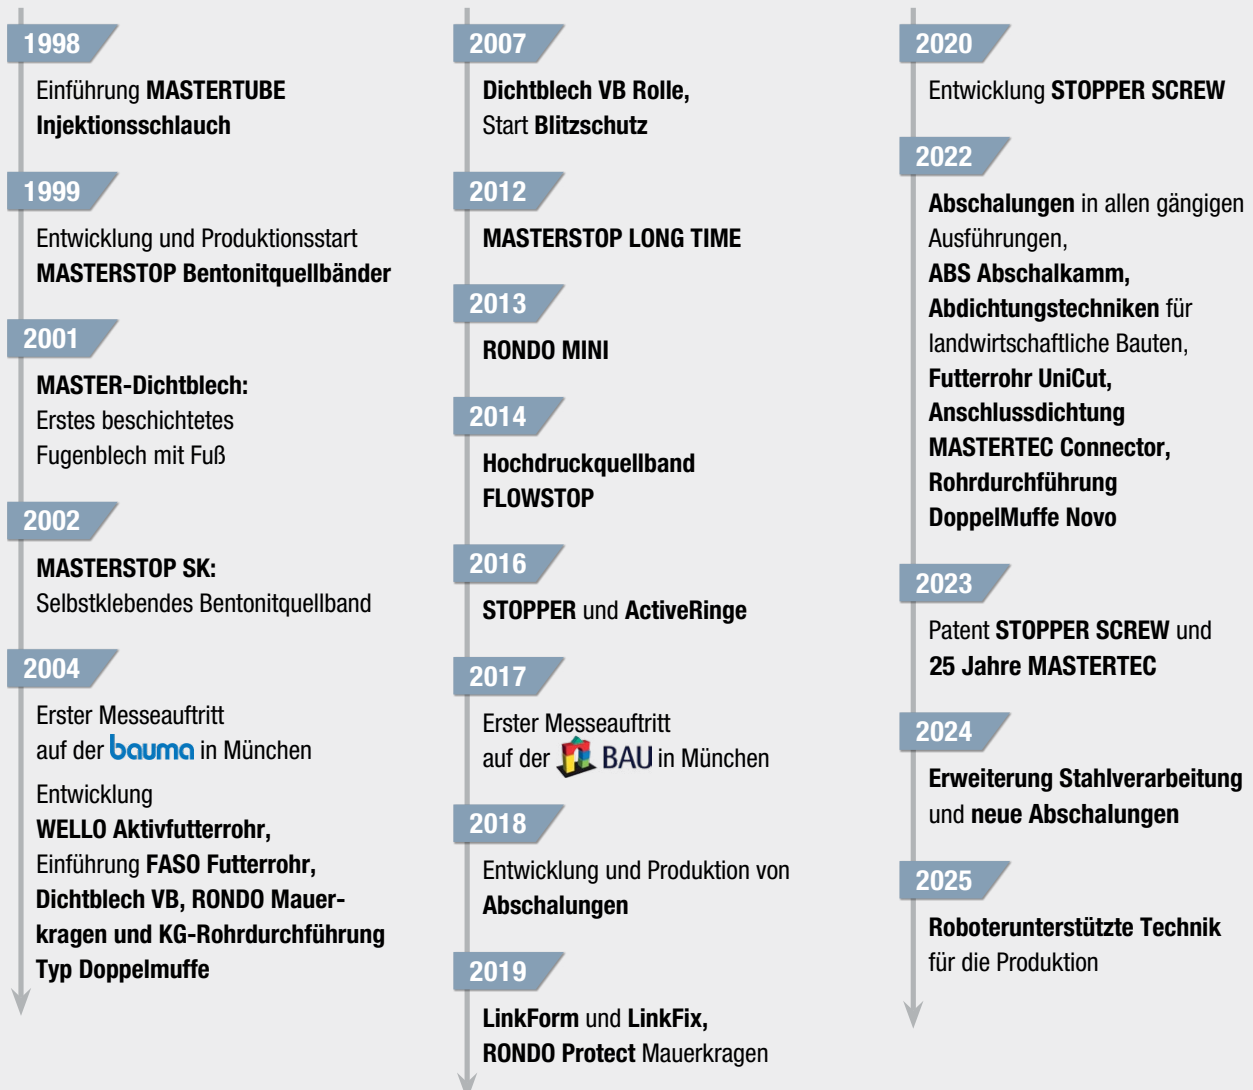 1998
Einführung MASTERTUBE
Injektionsschlauch
1999
Entwicklung und Produktionsstart
MASTERSTOP Bentonitquellbänder
2001
MASTER-Dichtblech:
Erstes beschichtetes
Fugenblech mit Fuß
2002
MASTERSTOP SK:
Selbstklebendes Bentonitquellband
2004
Erster Messeauftritt
auf der bauma in München
Entwicklung
WELLO Aktivfutterrohr,
Einführung FASO Futterrohr,
Dichtblech VB, RONDO Mauer-
kragen und KG-Rohrdurchführung
Typ Doppelmuffe
2007
Dichtblech VB Rolle,
Start Blitzschutz
2012
MASTERSTOP LONG TIME
2013
RONDO MINI
2014
Hochdruckquellband
FLOWSTOP
2016
STOPPER und ActiveRinge
2017
Erster Messeauftritt
auf der BAU in München
2018
Entwicklung und Produktion von
Abschalungen
2019
LinkForm und LinkFix,
RONDO Protect Mauerkragen
2020
Entwicklung STOPPER SCREW
2022
Abschalungen in allen gängigen
Ausführungen,
ABS Abschalkamm,
Abdichtungstechniken für
landwirtschaftliche Bauten,
Futterrohr UniCut,
Anschlussdichtung
MASTERTEC Connector,
Rohrdurchführung
DoppelMuffe Novo
2023
Patent STOPPER SCREW und
25 Jahre MASTERTEC
2024
Erweiterung Stahlverarbeitung
und neue Abschalungen
2025
Roboterunterstützte Technik
für die Produktion